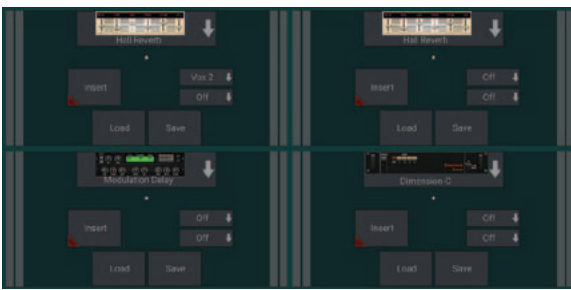 Hall Reverb
Hall Reverb
Vox 2
Off
Insert
Off
Insert
Off
Load
Save
Load
Save
Modulation Delay
Dimension-C
Off
Off
Insert
Off
Insert
Off
Load
Save
Load
Save